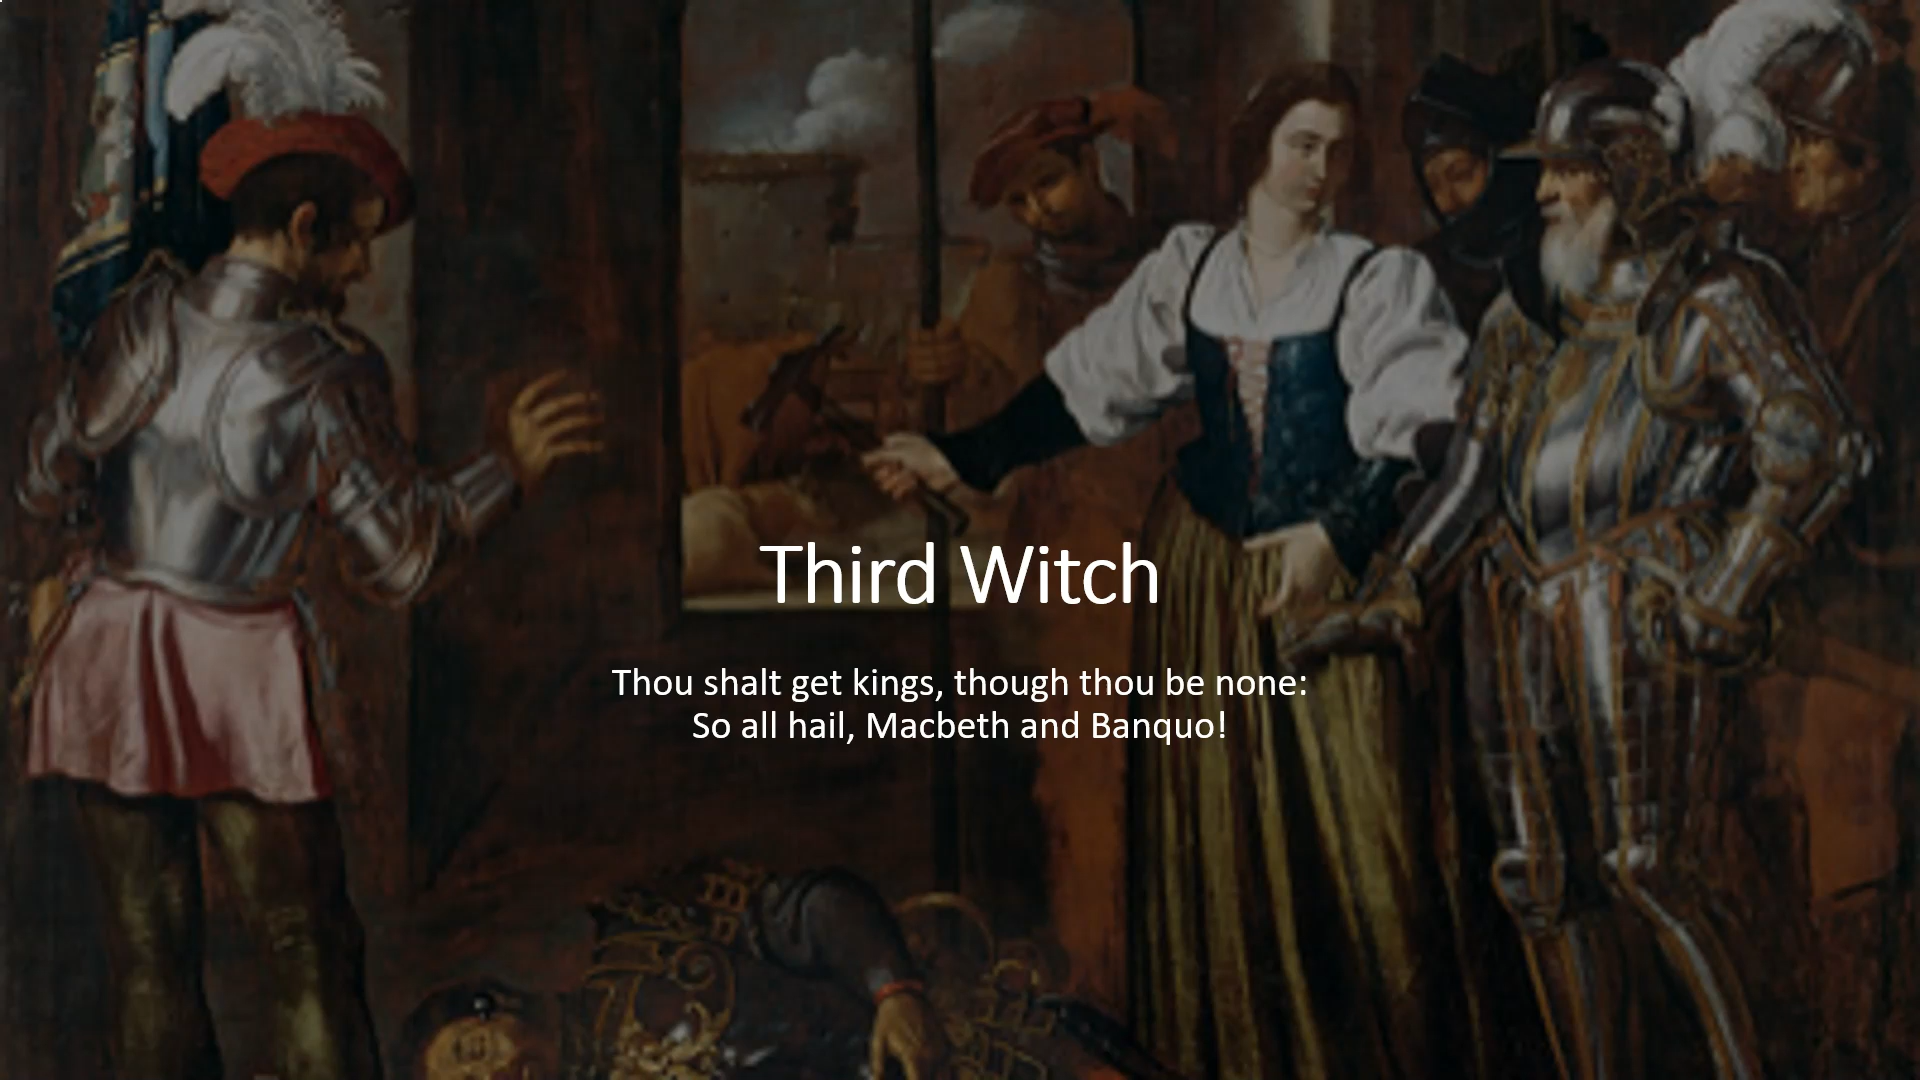 Third Witch
Thou shalt get kings, though thou be none:
So all hail, Macbeth and Banquo!